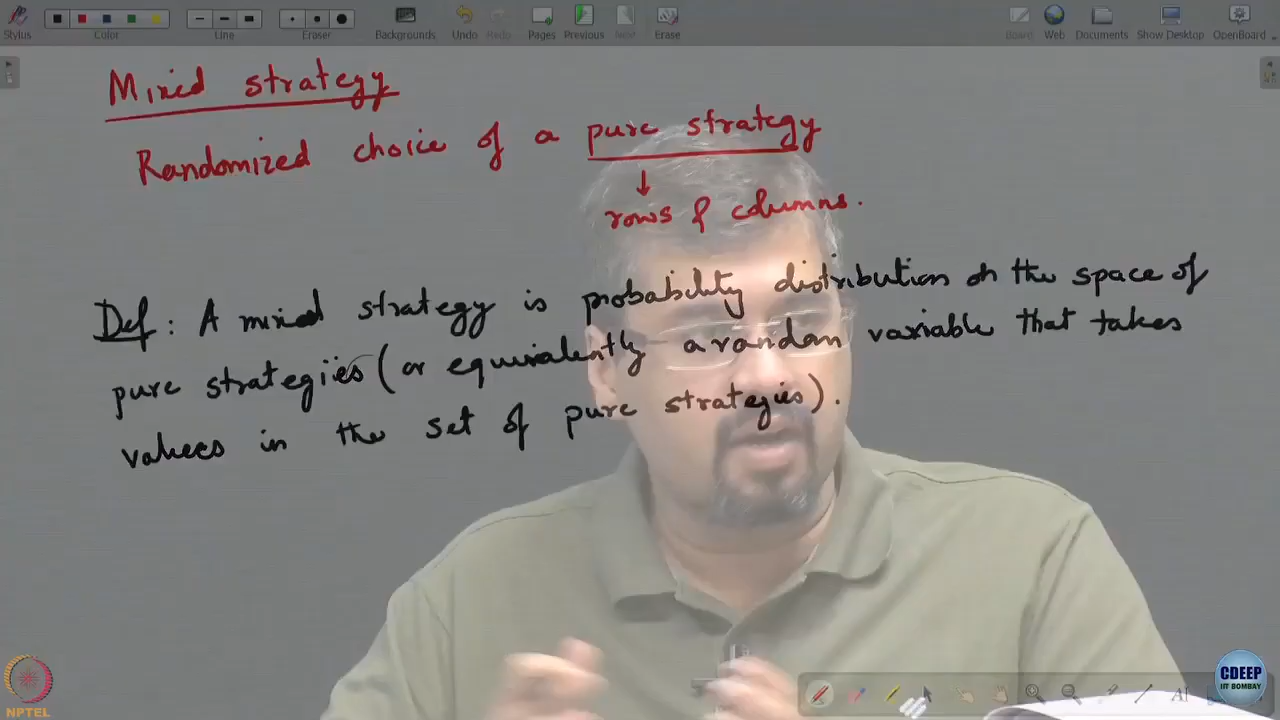 Stylus Color Line Eraser Backgrounds Undo Redo Pages Previous Next Erase Board Web Documents Show Desktop OpenBoard
Mixed strategy
Randomized choice of a pure strategy
↓
rows & columns.
Def: A mixed strategy is probability distribution on the space of
pure strategies (or equivalently a random variable that takes
values in the set of pure strategies).
NPTEL
CDEEP
IIT BOMBAY